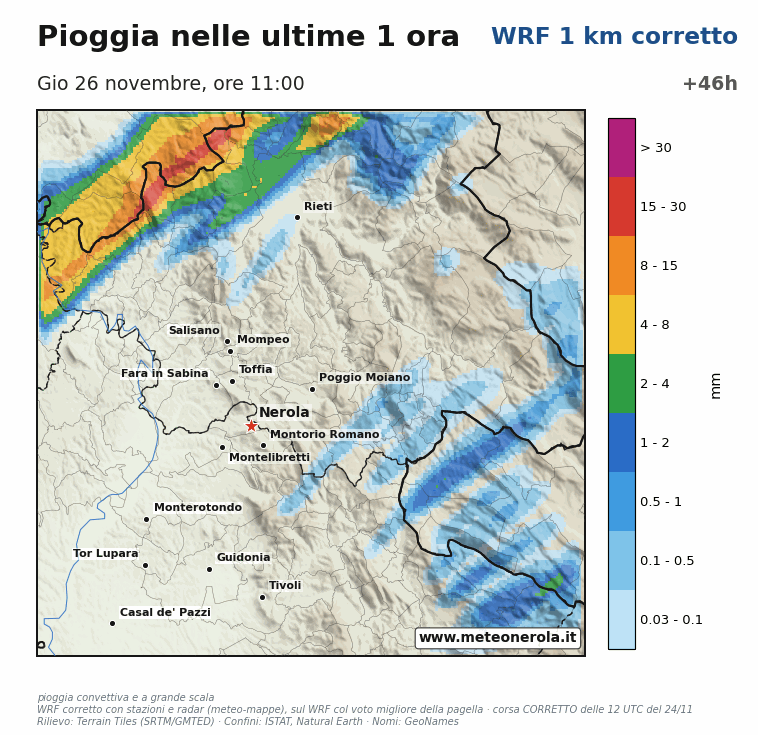 Pioggia nelle ultime 1 ora WRF 1 km corretto
Gio 26 novembre, ore 11:00 +46h
Rieti
Salisano
Mompeo
Fara in Sabina
Toffia
Poggio Moiano
Nerola
Montorio Romano
Montelibretti
Monterotondo
Tor Lupara
Guidonia
Tivoli
Casal de' Pazzi
www.meteonerola.it
> 30
15 - 30
8 - 15
4 - 8
2 - 4
1 - 2
0.5 - 1
0.1 - 0.5
0.03 - 0.1
mm
pioggia convettiva e a grande scala
WRF corretto con stazioni e radar (meteo-mappe), sul WRF col voto migliore della pagella · corsa CORRETTO delle 12 UTC del 24/11
Rilievo: Terrain Tiles (SRTM/GMTED) · Confini: ISTAT, Natural Earth · Nomi: GeoNames